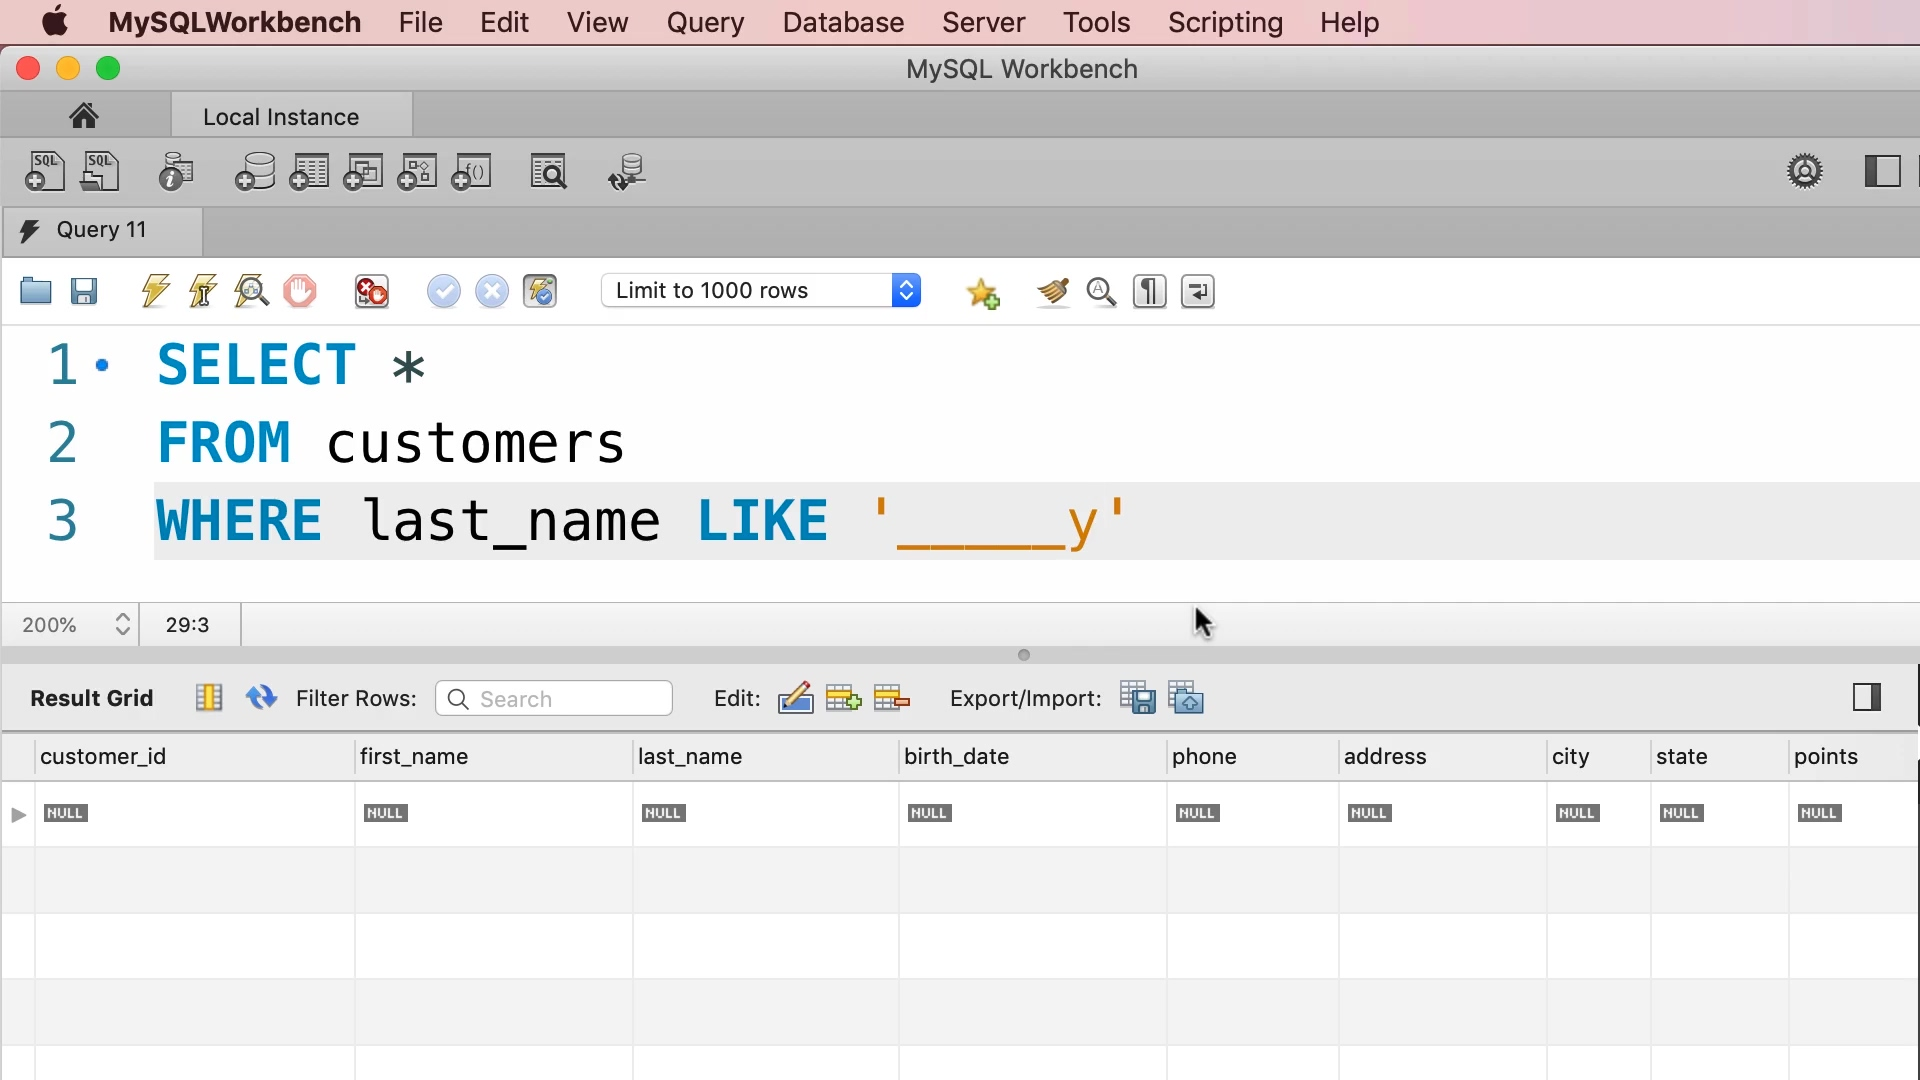 MySQLWorkbench File Edit View Query Database Server Tools Scripting Help
MySQL Workbench
Local Instance
SQL SQL i f()
Query 11
Limit to 1000 rows
1 SELECT *
2 FROM customers
3 WHERE last_name LIKE '_____y'
200% 29:3
Result Grid Filter Rows: Search Edit: Export/Import:
customer_id first_name last_name birth_date phone address city state points
NULL NULL NULL NULL NULL NULL NULL NULL NULL